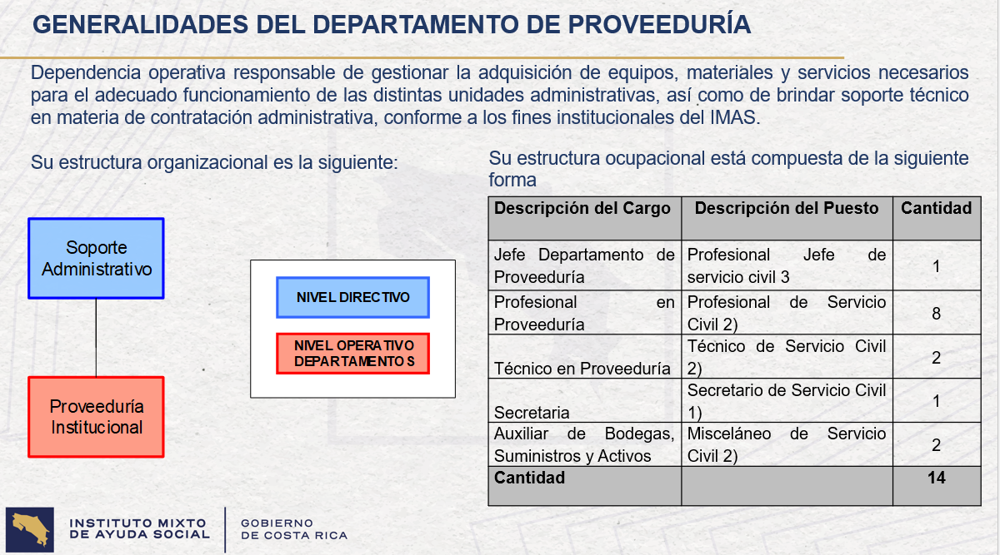 GENERALIDADES DEL DEPARTAMENTO DE PROVEEDURÍA
Dependencia operativa responsable de gestionar la adquisición de equipos, materiales y servicios necesarios
para el adecuado funcionamiento de las distintas unidades administrativas, así como de brindar soporte técnico
en materia de contratación administrativa, conforme a los fines institucionales del IMAS.
Su estructura organizacional es la siguiente:
Soporte
Administrativo
Proveeduría
Institucional
NIVEL DIRECTIVO
NIVEL OPERATIVO
DEPARTAMENTOS
Su estructura ocupacional está compuesta de la siguiente
forma
Descripción del Cargo Descripción del Puesto Cantidad
Jefe Departamento de
Proveeduría
Profesional Jefe de
servicio civil 3
1
Profesional en
Proveeduría
Profesional de Servicio
Civil 2)
8
Técnico en Proveeduría
Técnico de Servicio Civil
2)
2
Secretaria
Secretario de Servicio Civil
1)
1
Auxiliar de Bodegas,
Suministros y Activos
Misceláneo de Servicio
Civil 2)
2
Cantidad 14
INSTITUTO MIXTO
DE AYUDA SOCIAL
GOBIERNO
DE COSTA RICA